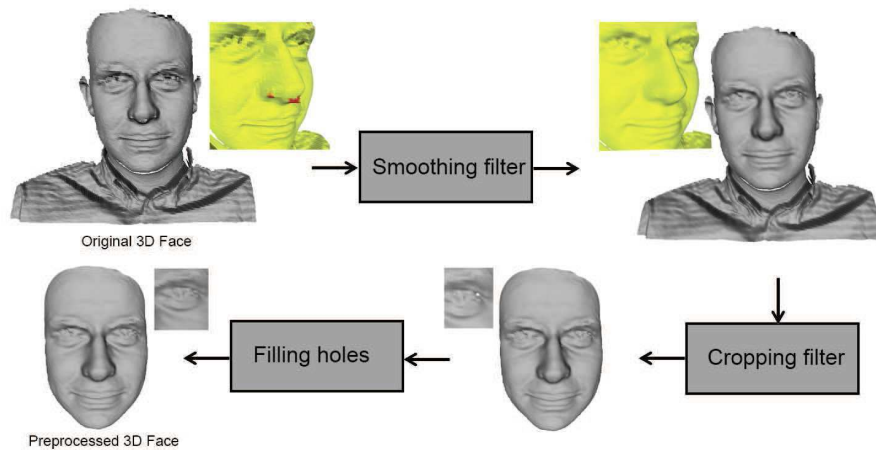 Smoothing filter
Original 3D Face
Filling holes
Cropping filter
Preprocessed 3D Face